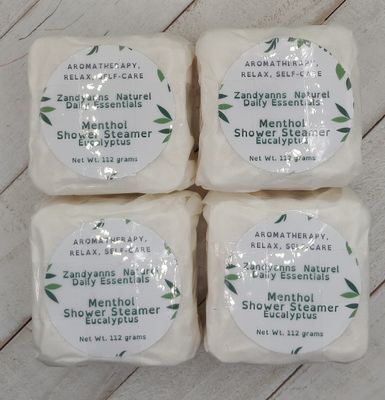 AROMATHERAPY,
RELAX, SELF-CARE
Zandyanns Naturel
Daily Essentials
Menthol
Shower Steamer
Eucalyptus
Net Wt. 112 grams
AROMATHERAPY,
RELAX, SELF-CARE
Zandyanns Naturel
Daily Essentials
Menthol
Shower Steamer
Eucalyptus
Net Wt. 112 grams
AROMATHERAPY,
RELAX, SELF-CARE
Zandyanns Naturel
Daily Essentials
Menthol
Shower Steamer
Eucalyptus
Net Wt. 112 grams
AROMATHERAPY,
RELAX, SELF-CARE
Zandyanns Naturel
Daily Essentials
Menthol
Shower Steamer
Eucalyptus
Net Wt. 112 grams